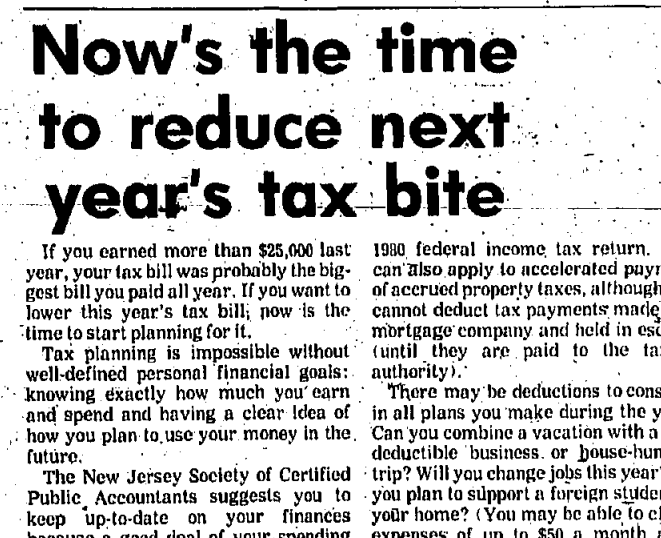 Now's the time
to reduce next
year's tax bite
If you earned more than $25,000 last
year, your tax bill was probably the big-
gest bill you paid all year. If you want to
lower this year's tax bill, now is the
time to start planning for it.
Tax planning is impossible without
well-defined personal financial goals:
knowing exactly how much you earn
and spend and having a clear idea of
how you plan to use your money in the
future.
The New Jersey Society of Certified
Public Accountants suggests you to
keep up-to-date on your finances
because a good deal of your spending
1980 federal income tax return.
can also apply to accelerated
of accrued property taxes, although
cannot deduct tax payments made
mortgage company and held in
(until they are paid to the
authority).
There may be deductions to
in all plans you make during the
Can you combine a vacation with a
deductible business or
trip? Will you change jobs this year
you plan to support a foreign
your home? (You may be able to
expenses of up to $50 a month